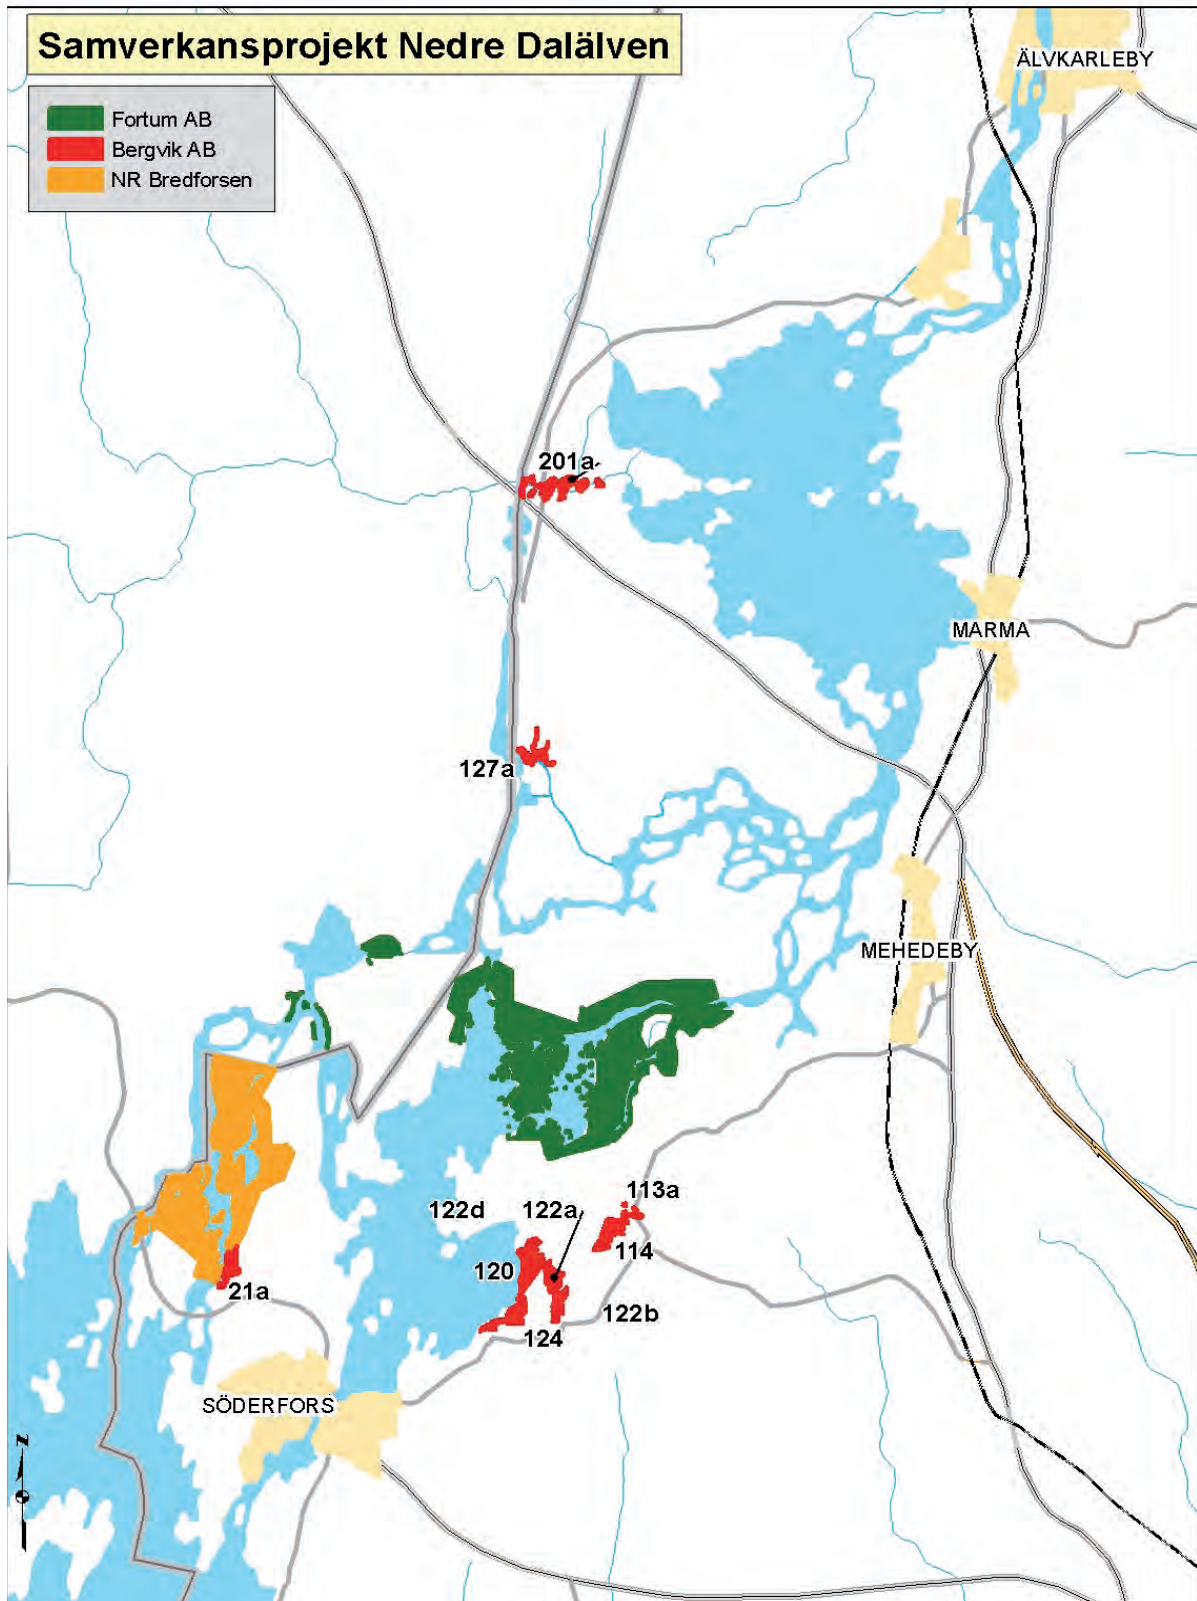 Samverkansprojekt Nedre Dalälven
Fortum AB
Bergvik AB
NR Bredforsen
ÄLVKARLEBY
201a
MARMA
127a
MEHEDEBY
113a
122d
122a
114
120
21a
122b
124
SÖDERFORS
N